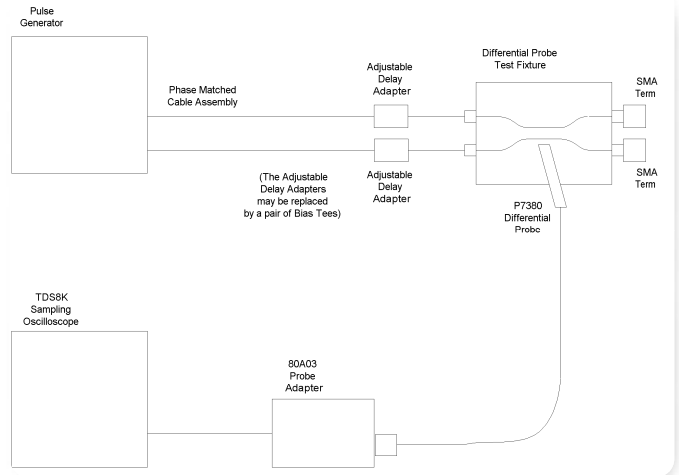 Pulse
Generator
Phase Matched
Cable Assembly
Adjustable
Delay
Adapter
Differential Probe
Test Fixture
SMA
Term
(The Adjustable
Delay Adapters
may be replaced
by a pair of Bias Tees)
Adjustable
Delay
Adapter
SMA
Term
P7380
Differential
Probe
TDS8K
Sampling
Oscilloscope
80A03
Probe
Adapter